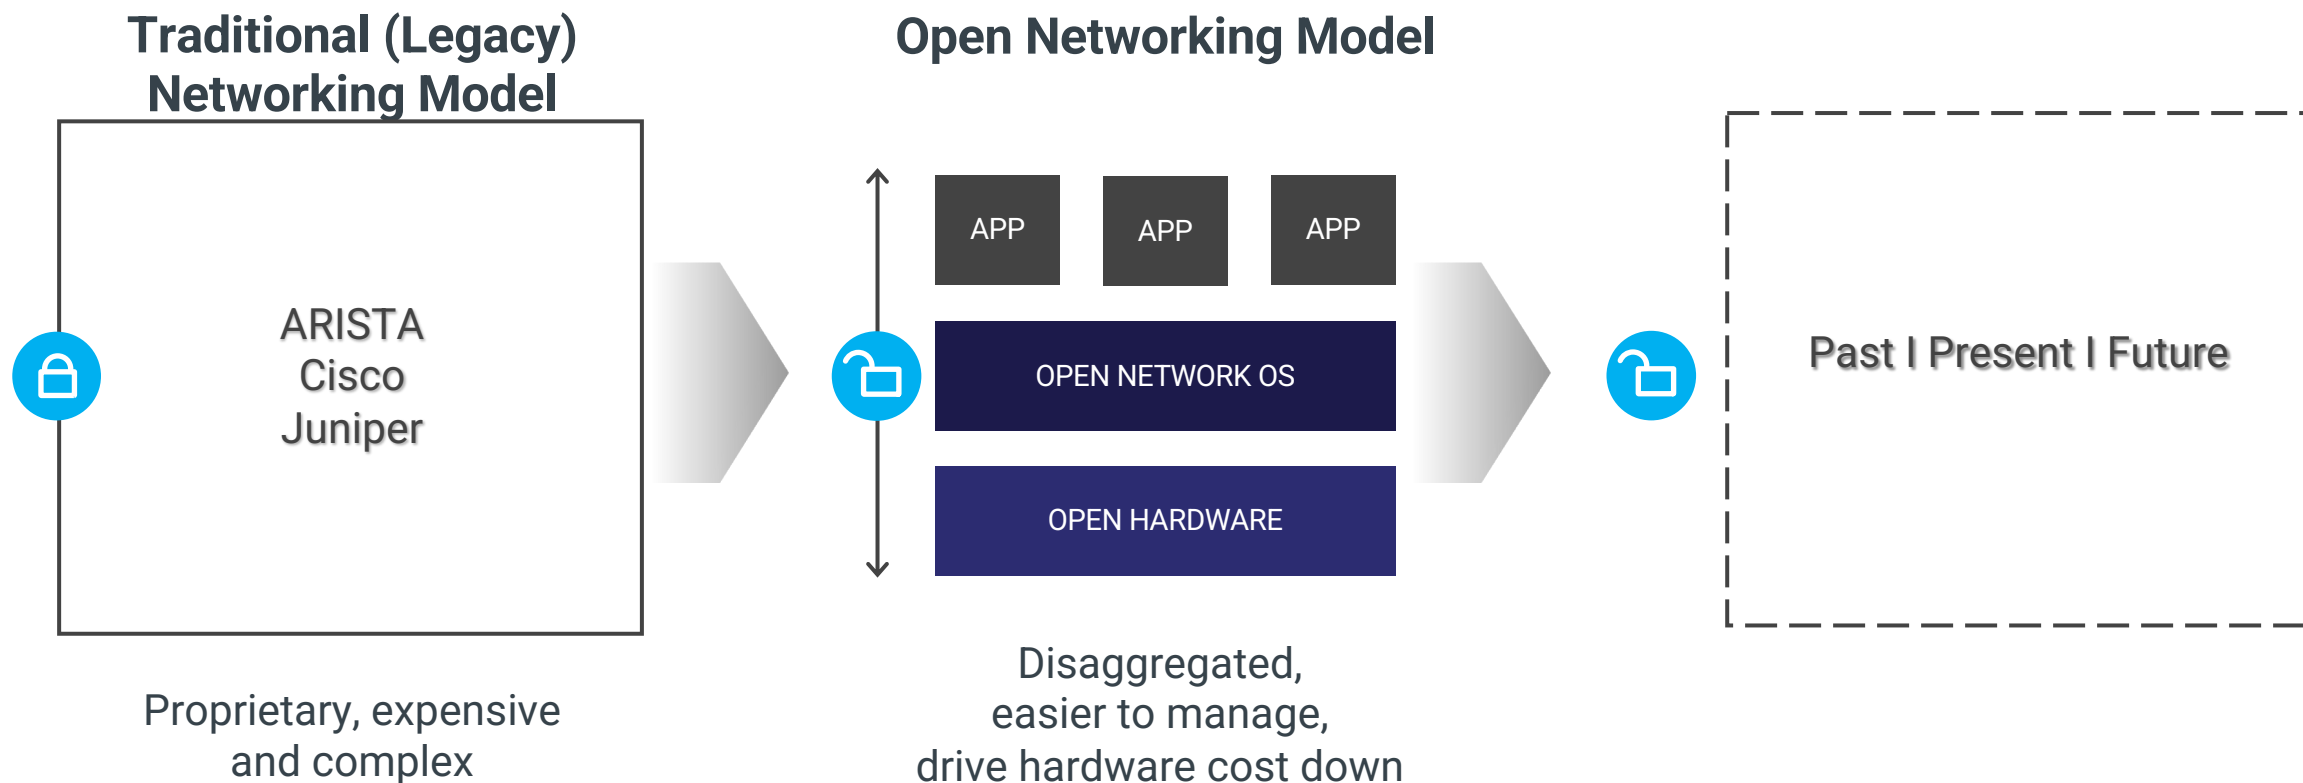 Traditional (Legacy)
Networking Model
ARISTA
Cisco
Juniper
Proprietary, expensive
and complex
Open Networking Model
APP
APP
APP
OPEN NETWORK OS
OPEN HARDWARE
Disaggregated,
easier to manage,
drive hardware cost down
Past I Present I Future